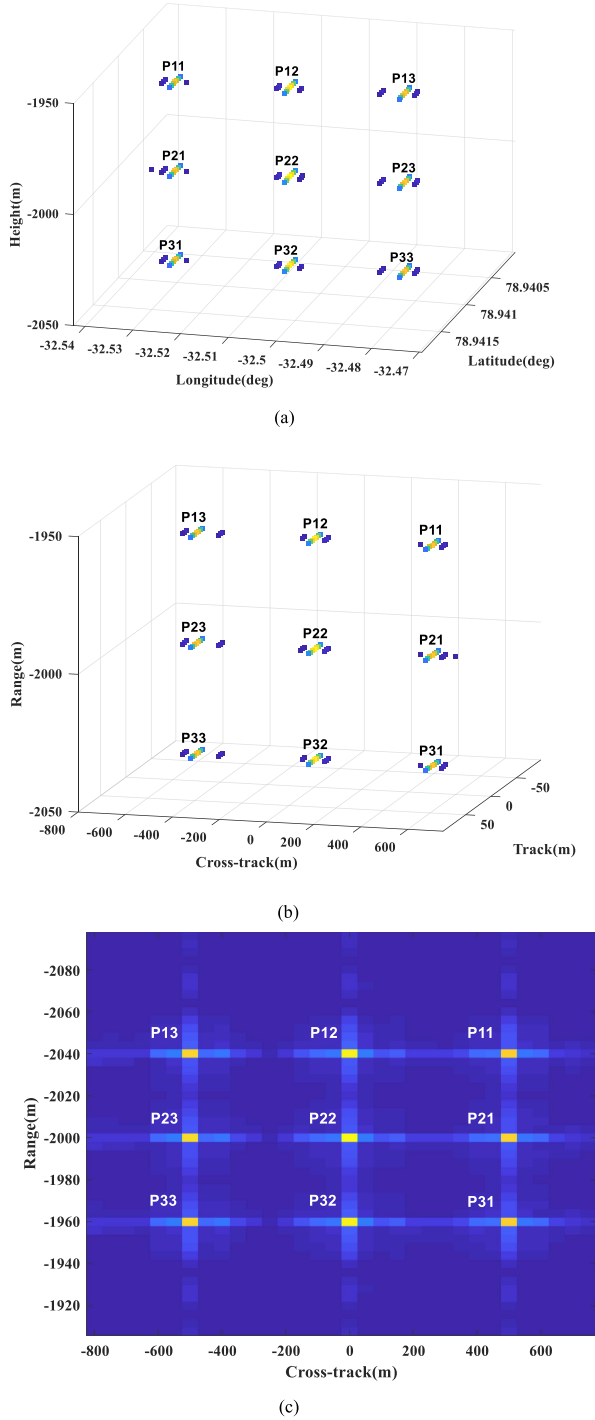 P11 P12 P13
-1950
P21 P22 P23
-2000
Height(m)
P31 P32 P33
-2050
78.9405
78.941
78.9415
-32.54 -32.53 -32.52 -32.51 -32.5 -32.49 -32.48 -32.47
Latitude(deg)
Longitude(deg)
(a)
P13 P12 P11
-1950
P23 P22 P21
-2000
Range(m)
P33 P32 P31
-2050
-50
0
50
-800 -600 -400 -200 0 200 400 600
Track(m)
Cross-track(m)
(b)
-2080
-2060
P13 P12 P11
-2040
-2020
P23 P22 P21
-2000
Range(m)
-1980
P33 P32 P31
-1960
-1940
-1920
-800 -600 -400 -200 0 200 400 600
Cross-track(m)
(c)